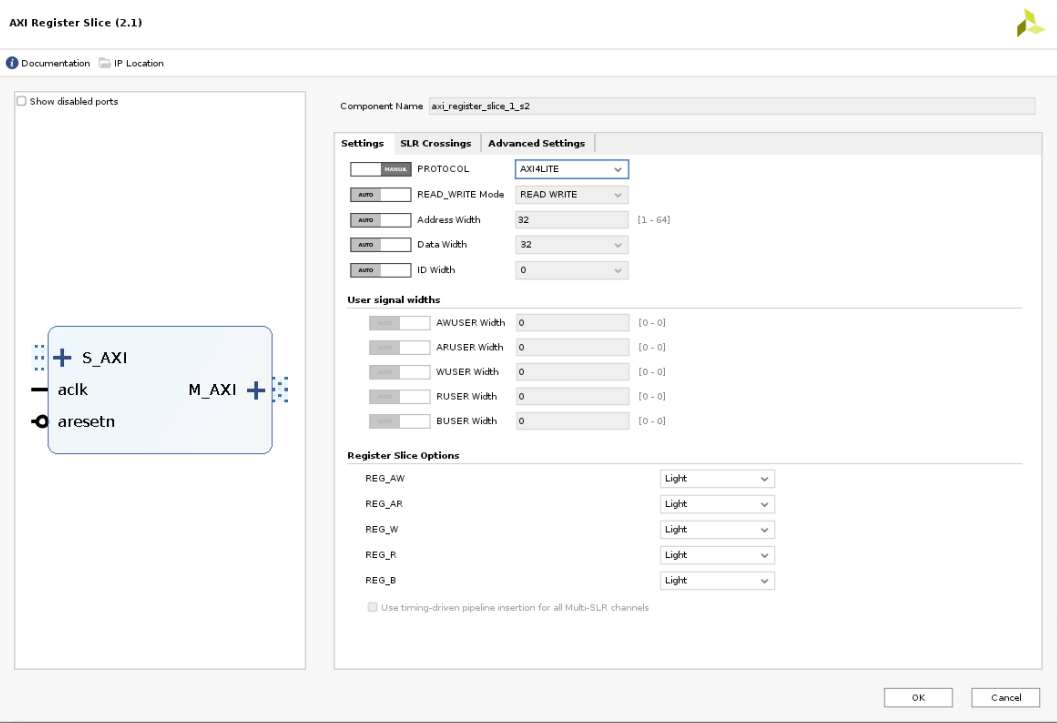 AXI Register Slice (2.1)
Documentation IP Location
Show disabled ports
S_AXI
aclk
M_AXI
aresetn
Component Name axi_register_slice_1_s2
Settings SLR Crossings Advanced Settings
MANUAL PROTOCOL AXI4LITE
AUTO READ_WRITE Mode READ WRITE
AUTO Address Width 32 [1 - 64]
AUTO Data Width 32
AUTO ID Width 0
User signal widths
AUTO AWUSER Width 0 [0 - 0]
AUTO ARUSER Width 0 [0 - 0]
AUTO WUSER Width 0 [0 - 0]
AUTO RUSER Width 0 [0 - 0]
AUTO BUSER Width 0 [0 - 0]
Register Slice Options
REG_AW Light
REG_AR Light
REG_W Light
REG_R Light
REG_B Light
Use timing-driven pipeline insertion for all Multi-SLR channels
OK Cancel